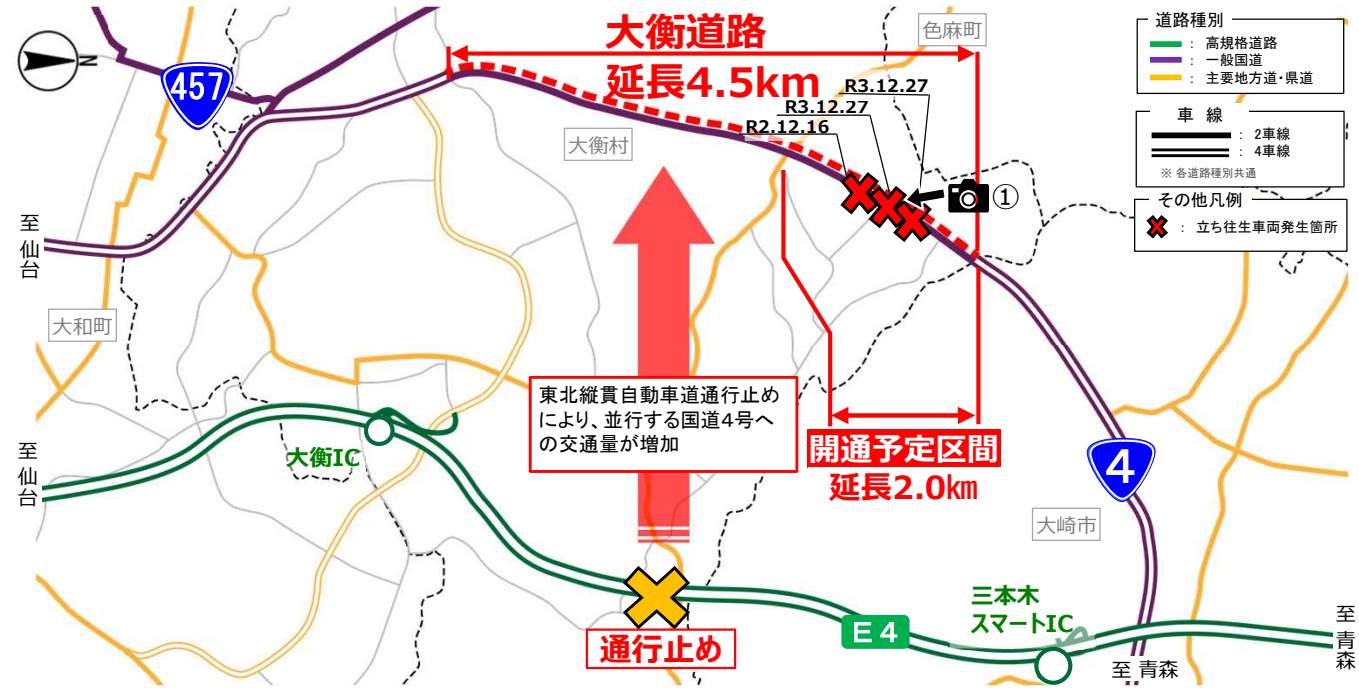 N
457
大衡道路
延長4.5km
色麻町
R3.12.27
R3.12.27
R2.12.16
大衡村
①
道路種別
： 高規格道路
： 一般国道
： 主要地方道・県道
車 線
： 2車線
： 4車線
※ 各道路種別共通
その他凡例
： 立ち往生車両発生箇所
至 仙台
大和町
東北縦貫自動車道通行止め
により、並行する国道4号へ
の交通量が増加
開通予定区間
延長2.0㎞
4
至 仙台
大衡IC
大崎市
通行止め
E4
三本木
スマートIC
至 青森
至 青森